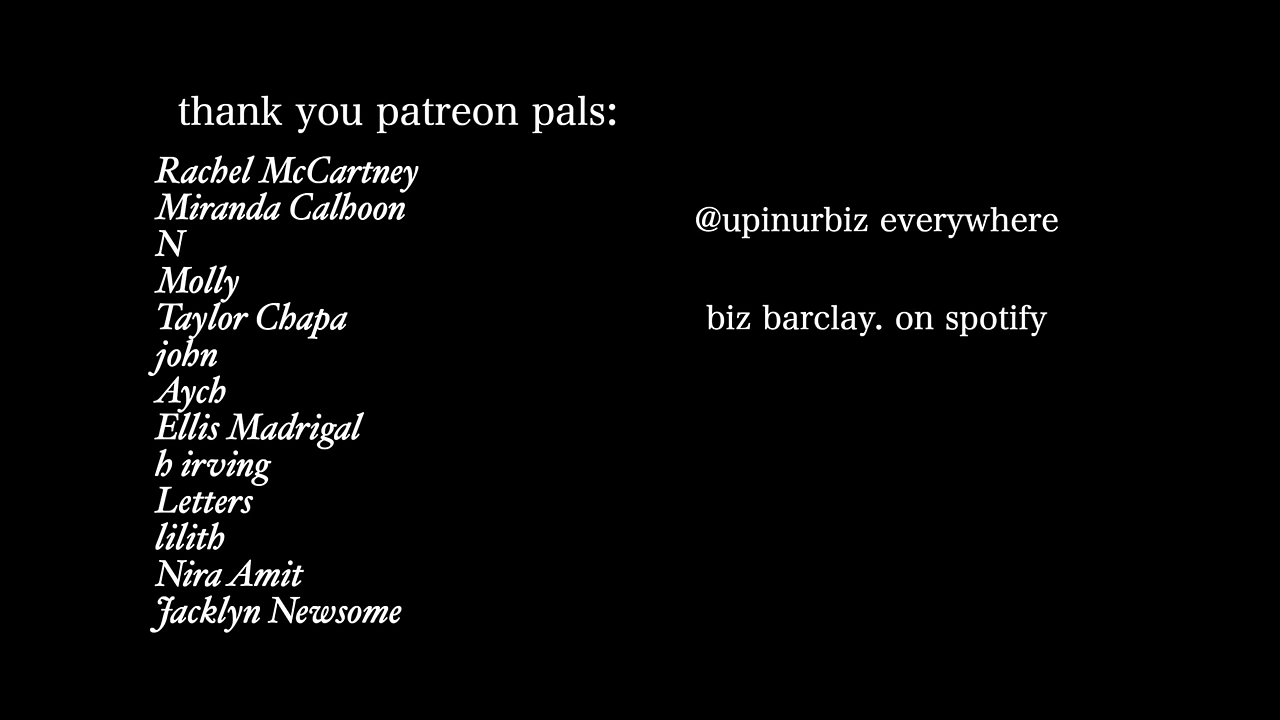 thank you patreon pals:
Rachel McCartney
Miranda Calhoon
N
Molly
Taylor Chapa
john
Aych
Ellis Madrigal
h irving
Letters
lilith
Nira Amit
Jacklyn Newsome
@upinurbiz everywhere
biz barclay. on spotify